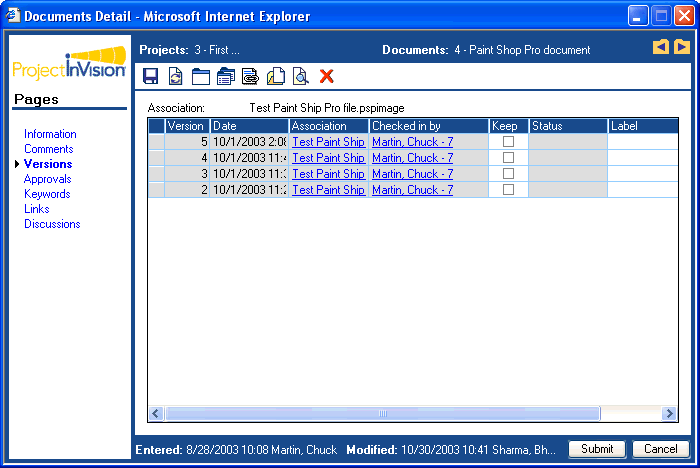 Documents Detail - Microsoft Internet Explorer
ProjectinVision
Projects: 3 - First ... Documents: 4 - Paint Shop Pro document
Pages
Information
Comments
Versions
Approvals
Keywords
Links
Discussions
Association: Test Paint Ship Pro file.pspimage
Version Date Association Checked in by Keep Status Label
5 10/1/2003 2:08 Test Paint Ship Martin, Chuck - 7
4 10/1/2003 11:4 Test Paint Ship Martin, Chuck - 7
3 10/1/2003 11:3 Test Paint Ship Martin, Chuck - 7
2 10/1/2003 11:2 Test Paint Ship Martin, Chuck - 7
Entered: 8/28/2003 10:08 Martin, Chuck Modified: 10/30/2003 10:41 Sharma, Bh... Submit Cancel